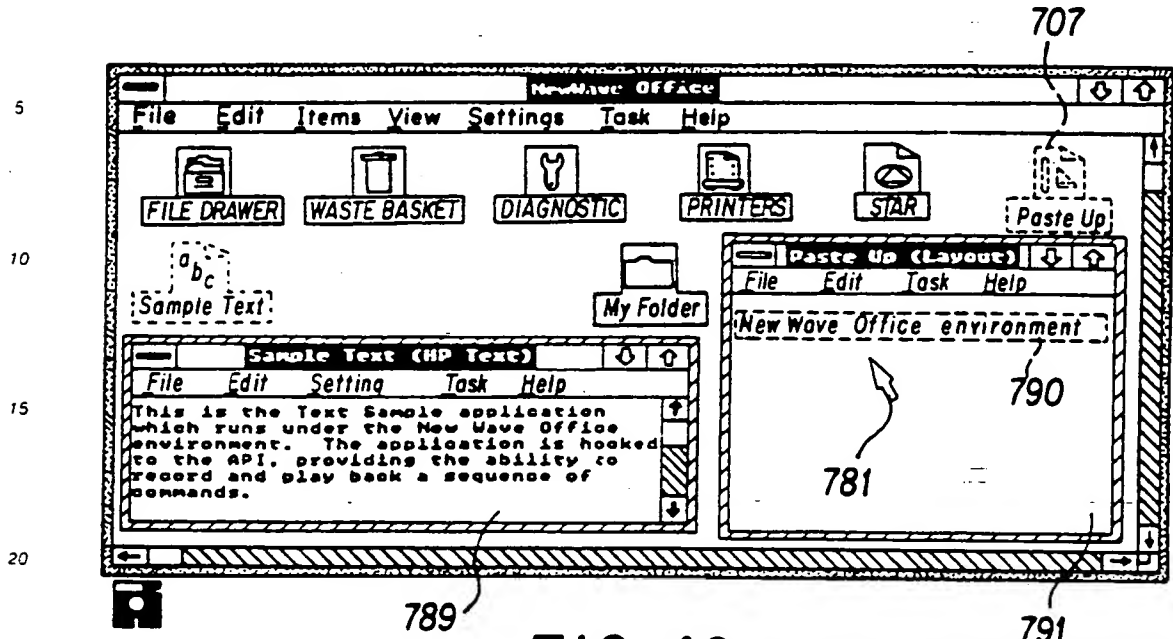 707
NewWave Office
5
File Edit Items View Settings Task Help
FILE DRAWER WASTE BASKET DIAGNOSTIC PRINTERS STAR Paste Up
10
abc
Sample Text
My Folder
Paste Up (Layout)
File Edit Task Help
New Wave Office environment
790
Sample Text (HP Text)
File Edit Setting Task Help
15
This is the Text Sample application
which runs under the New Wave Office
environment. The application is hooked
to the API, providing the ability to
record and play back a sequence of
commands.
781
20
789
791